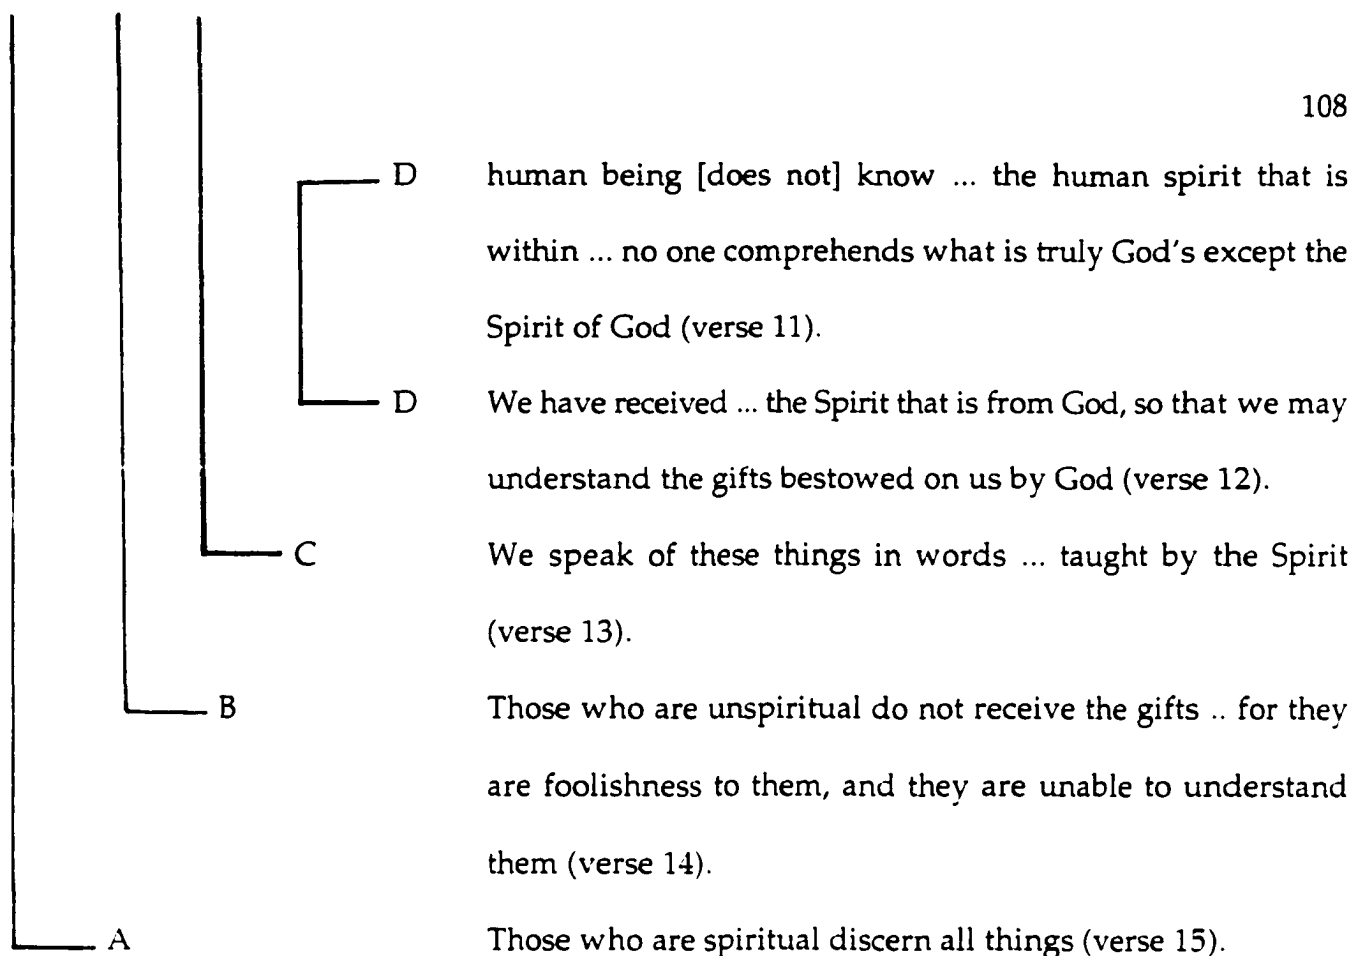 108
D human being [does not] know ... the human spirit that is
within ... no one comprehends what is truly God's except the
Spirit of God (verse 11).
D We have received ... the Spirit that is from God, so that we may
understand the gifts bestowed on us by God (verse 12).
C We speak of these things in words ... taught by the Spirit
(verse 13).
B Those who are unspiritual do not receive the gifts .. for they
are foolishness to them, and they are unable to understand
them (verse 14).
A Those who are spiritual discern all things (verse 15).